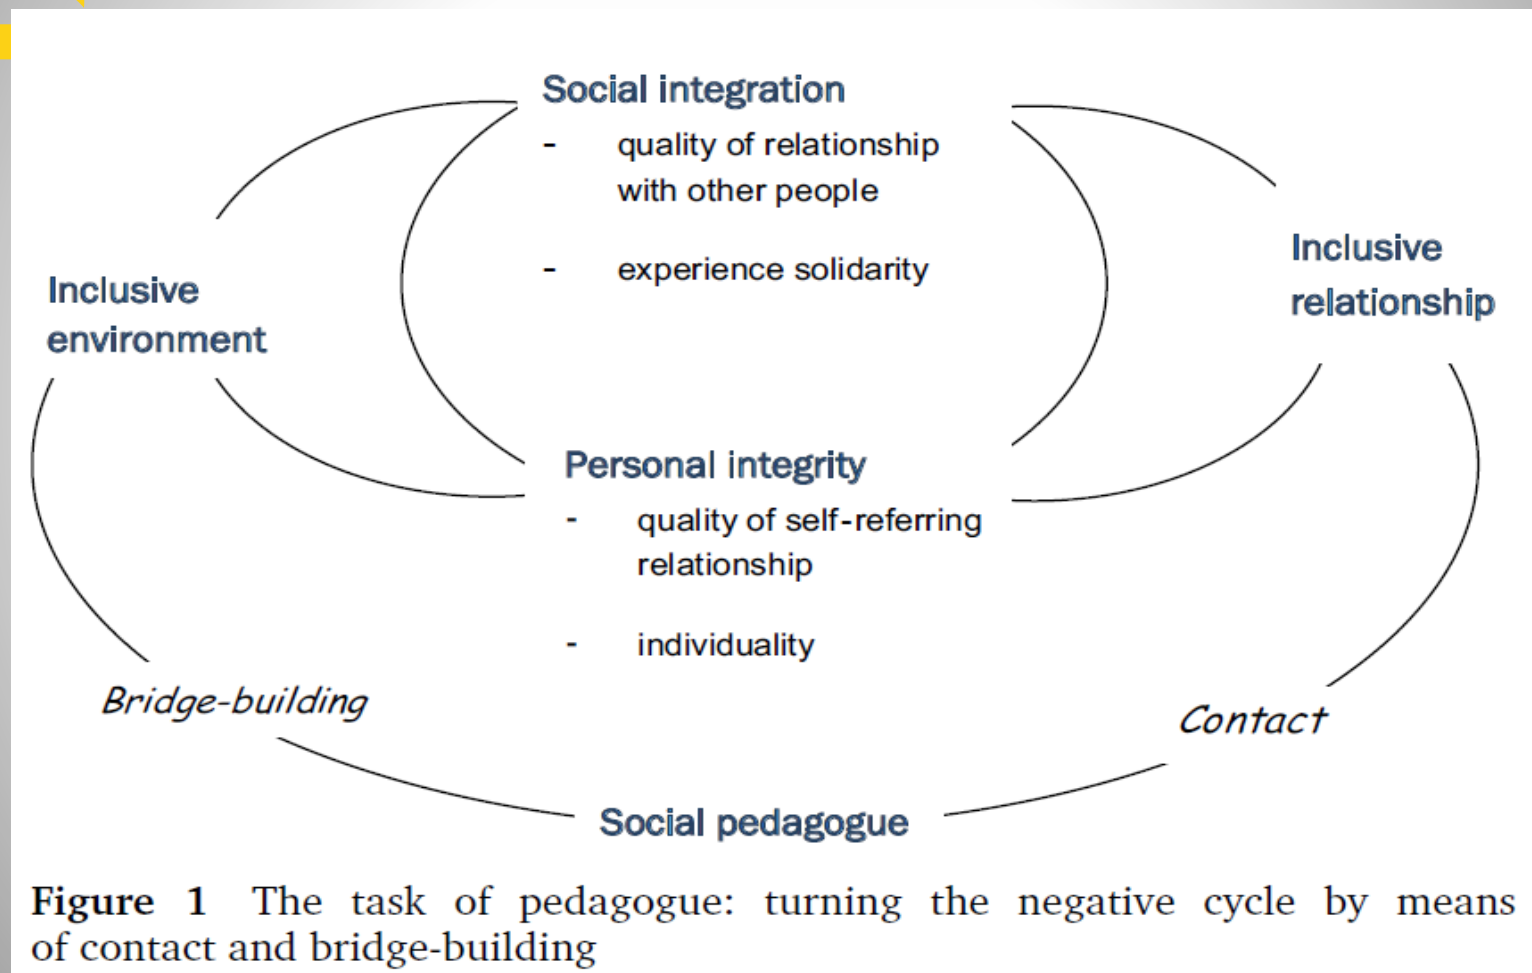 Social integration
- quality of relationship
with other people
- experience solidarity
Inclusive
environment
Inclusive
relationship
Personal integrity
- quality of self-referring
relationship
- individuality
Bridge-building
Contact
Social pedagogue
Figure 1 The task of pedagogue: turning the negative cycle by means
of contact and bridge-building